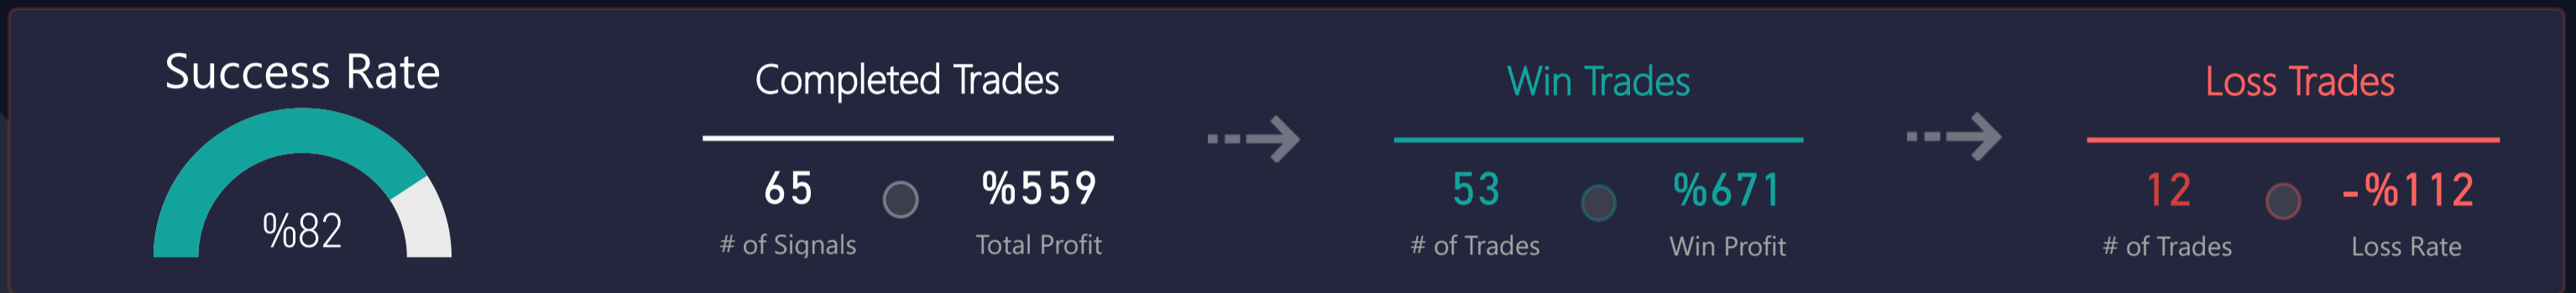 Success Rate
%82
Completed Trades
65 %559
# of Signals Total Profit
Win Trades
53 %671
# of Trades Win Profit
Loss Trades
12 -%112
# of Trades Loss Rate